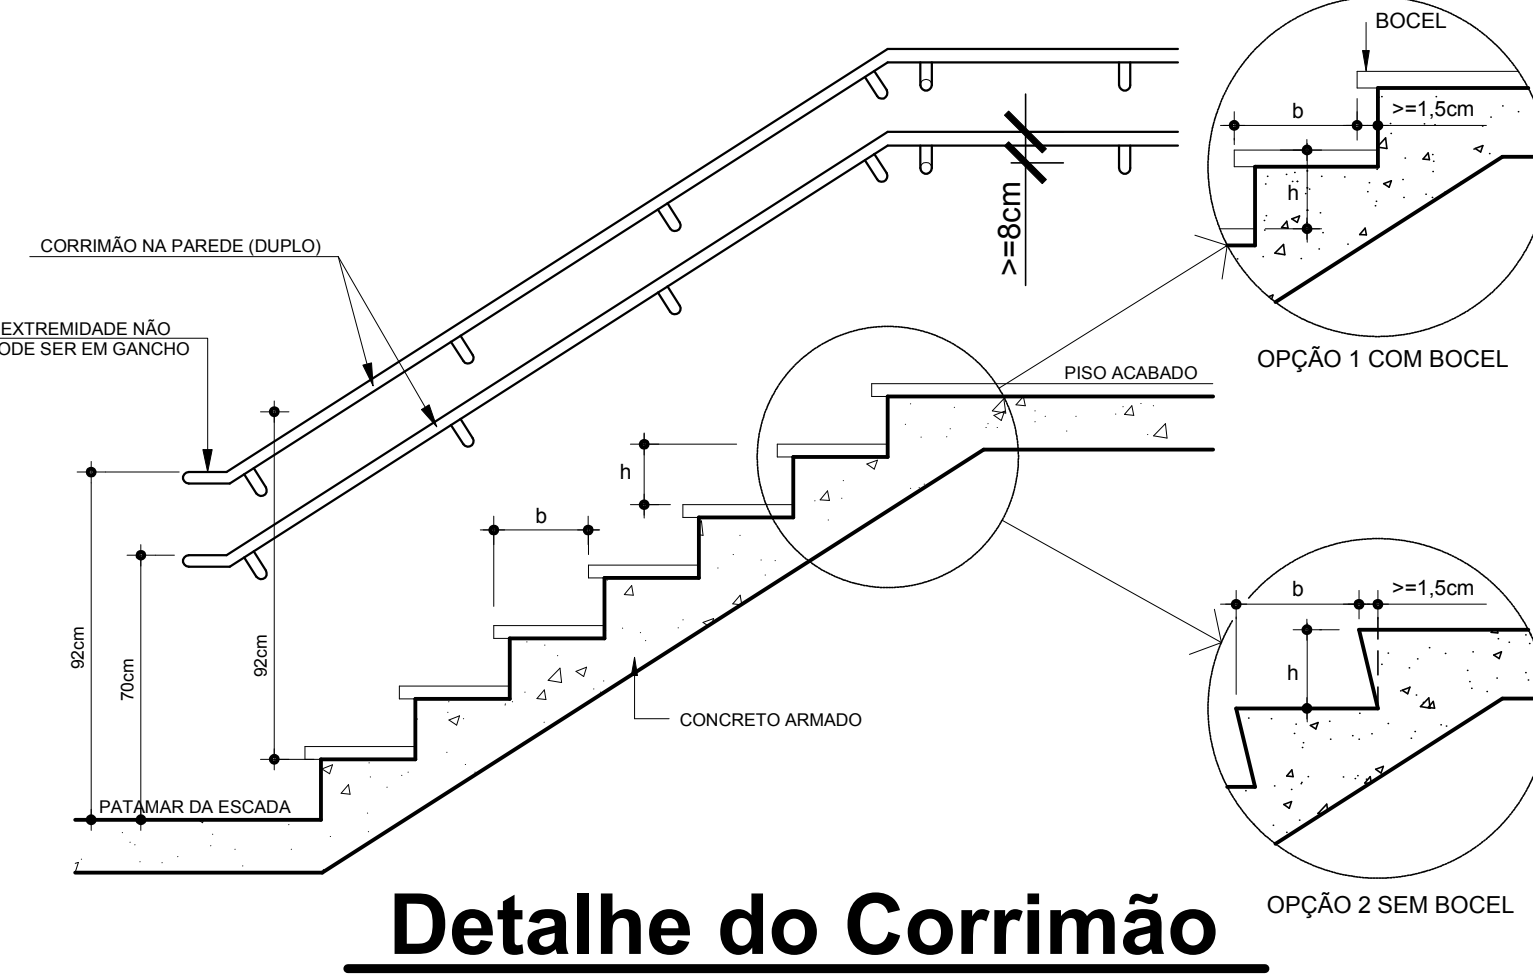 BOCEL
b
>=1,5cm
h
OPÇÃO 1 COM BOCEL
>=8cm
CORRIMÃO NA PAREDE (DUPLO)
EXTREMIDADE NÃO
ODE SER EM GANCHO
PISO ACABADO
h
b
92cm
70cm
92cm
CONCRETO ARMADO
PATAMAR DA ESCADA
b
>=1,5cm
h
OPÇÃO 2 SEM BOCEL
Detalhe do Corrimão